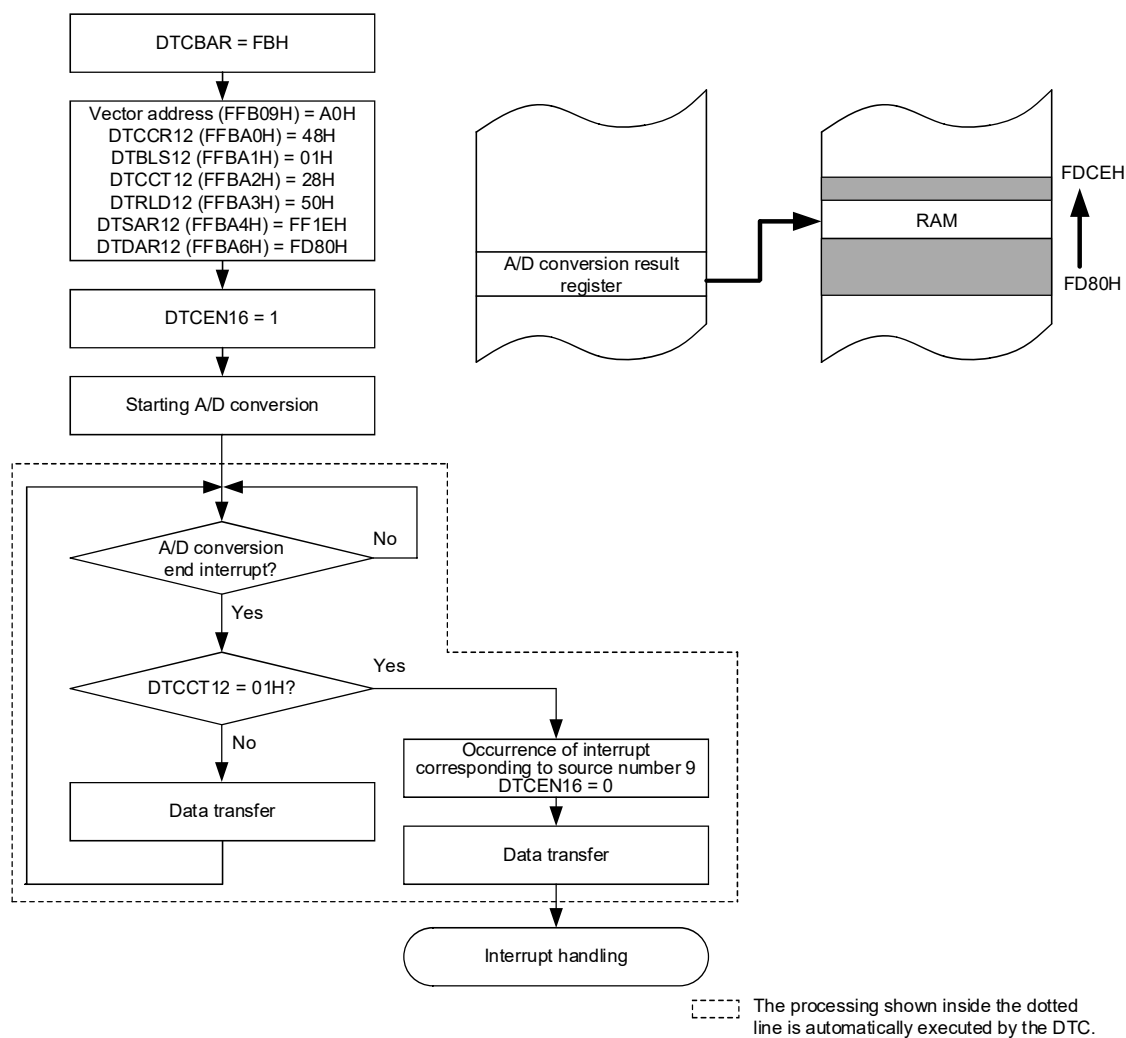 DTCBAR = FBH
Vector address (FFB09H) = A0H
DTCCR12 (FFBA0H) = 48H
DTBLS12 (FFBA1H) = 01H
DTCCT12 (FFBA2H) = 28H
DTRLD12 (FFBA3H) = 50H
DTSAR12 (FFBA4H) = FF1EH
DTDAR12 (FFBA6H) = FD80H
DTCEN16 = 1
Starting A/D conversion
A/D conversion
end interrupt?
No
Yes
DTCCT12 = 01H?
Yes
No
Data transfer
Occurrence of interrupt
corresponding to source number 9
DTCEN16 = 0
Data transfer
Interrupt handling
A/D conversion result
register
RAM
FDCEH
FD80H
The processing shown inside the dotted
line is automatically executed by the DTC.